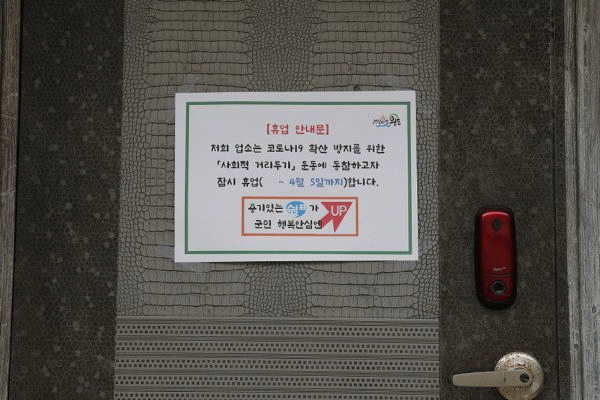 [휴업 안내문]
저희 업소는 코로나19 확산 방지를 위한
「사회적 거리두기」 운동에 동참하고자
잠시 휴업( ~ 4월 5일까지)합니다.
용기있는 쉼표가 UP
군민 행복안심엔